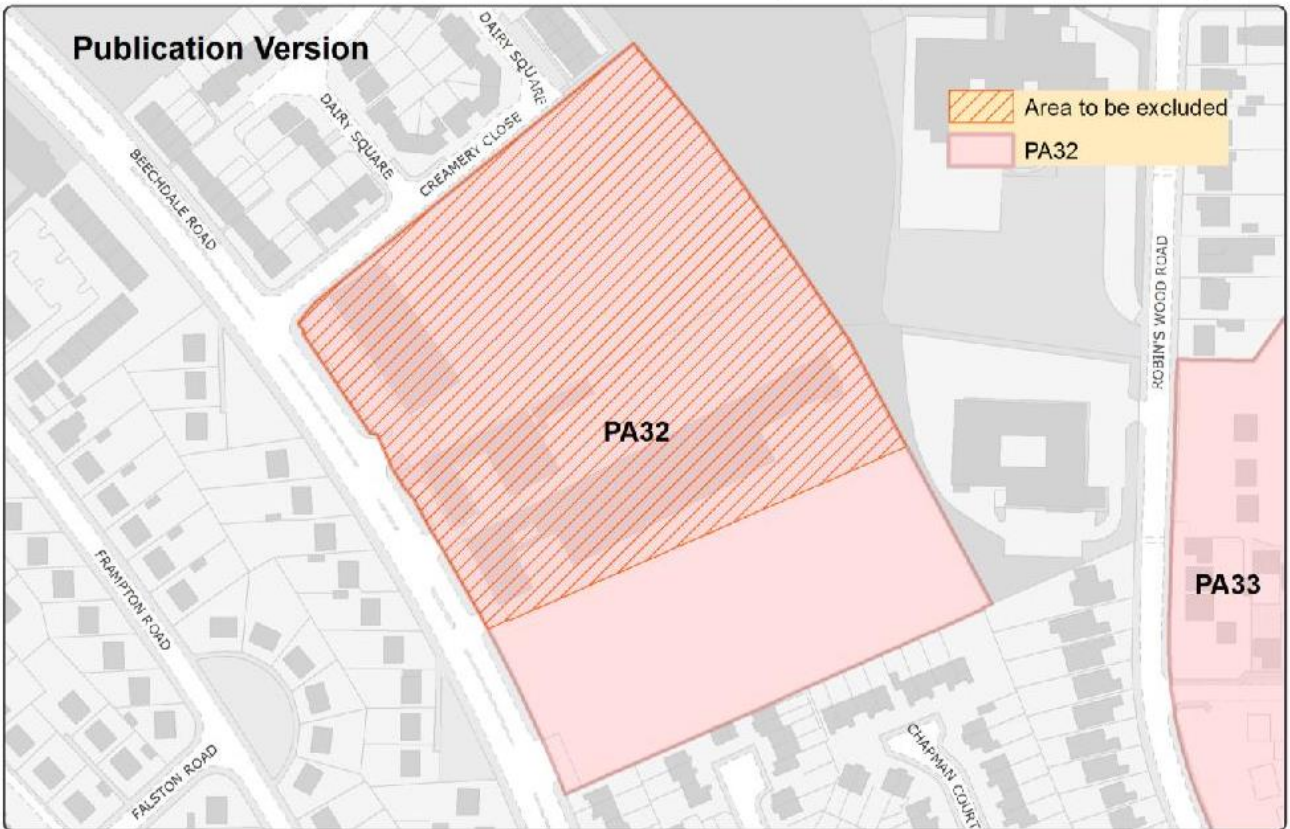 Publication Version
DAIRY SQUARE
DAIRY SQUARE
CREAMERY CLOSE
BEECHDALE ROAD
Area to be excluded
PA32
ROBIN'S WOOD ROAD
PA32
FRAMPTON ROAD
PA33
FALSTON ROAD
CHAPMAN COURT